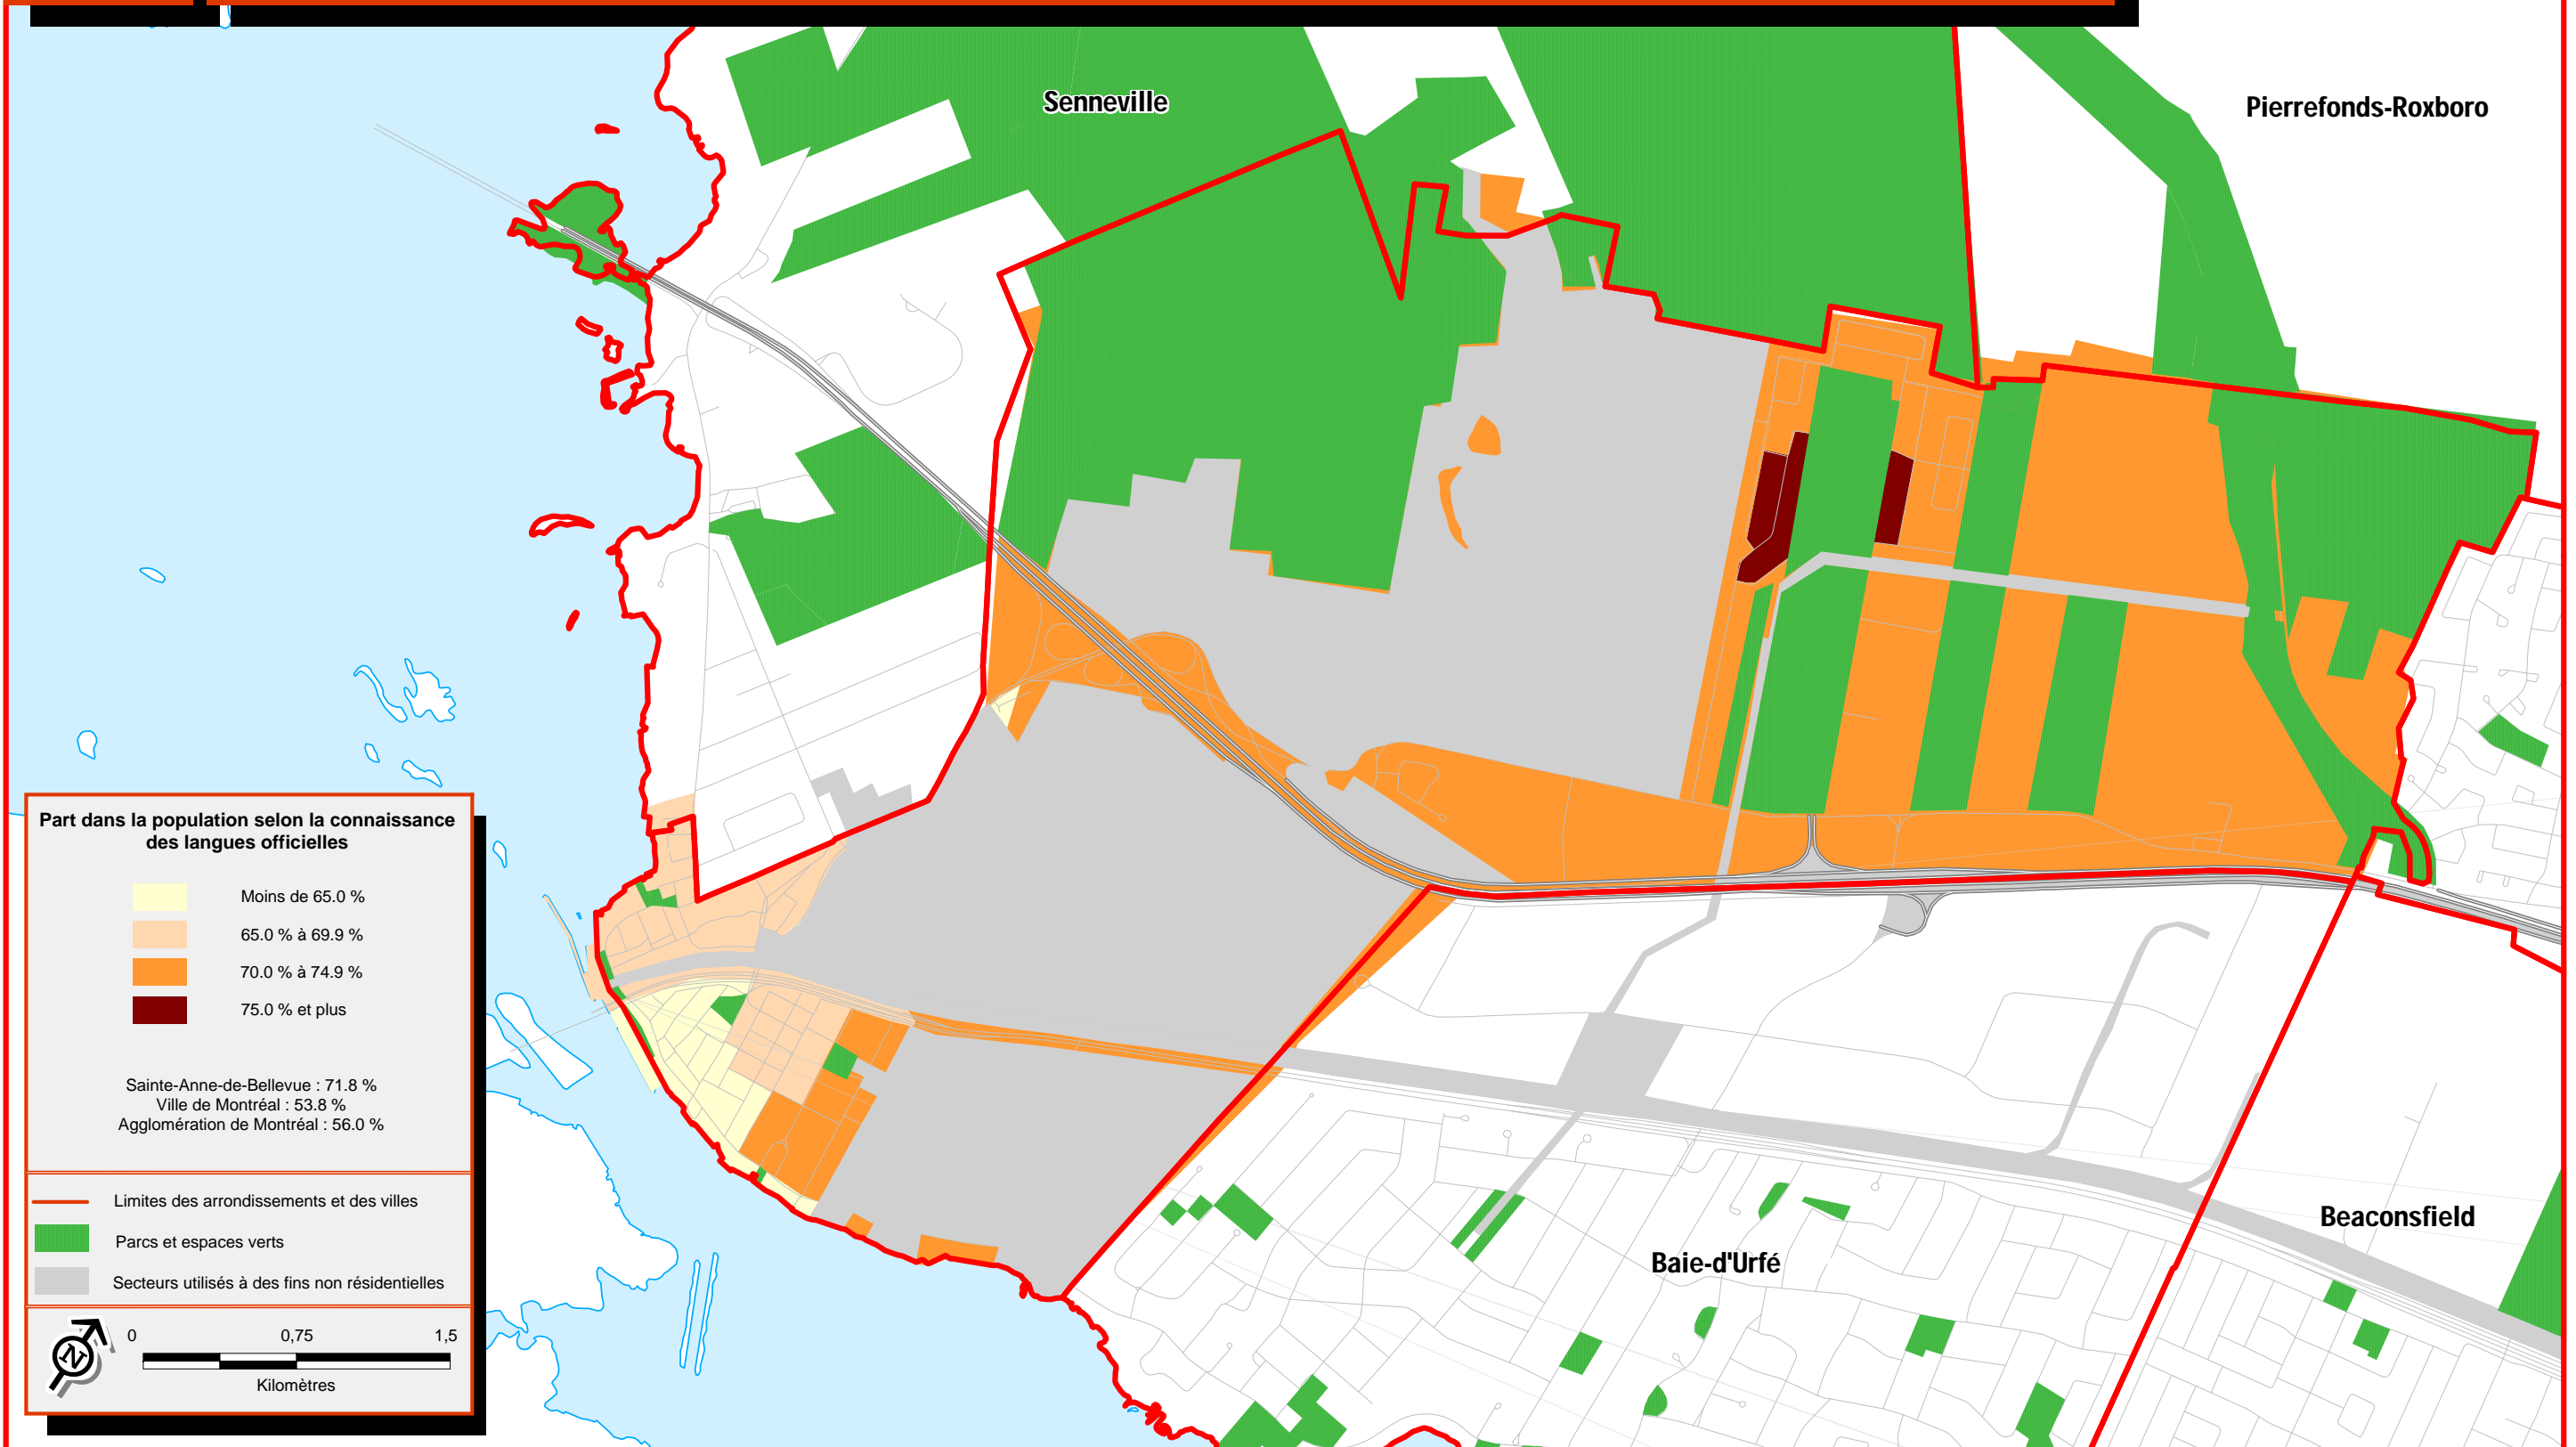 Senneville
Pierrefonds-Roxboro
Part dans la population selon la connaissance
des langues officielles
Moins de 65.0 %
65.0 % à 69.9 %
70.0 % à 74.9 %
75.0 % et plus
Sainte-Anne-de-Bellevue : 71.8 %
Ville de Montréal : 53.8 %
Agglomération de Montréal : 56.0 %
Limites des arrondissements et des villes
Parcs et espaces verts
Secteurs utilisés à des fins non résidentielles
N
0 0,75 1,5
Kilomètres
Beaconsfield
Baie-d'Urfé